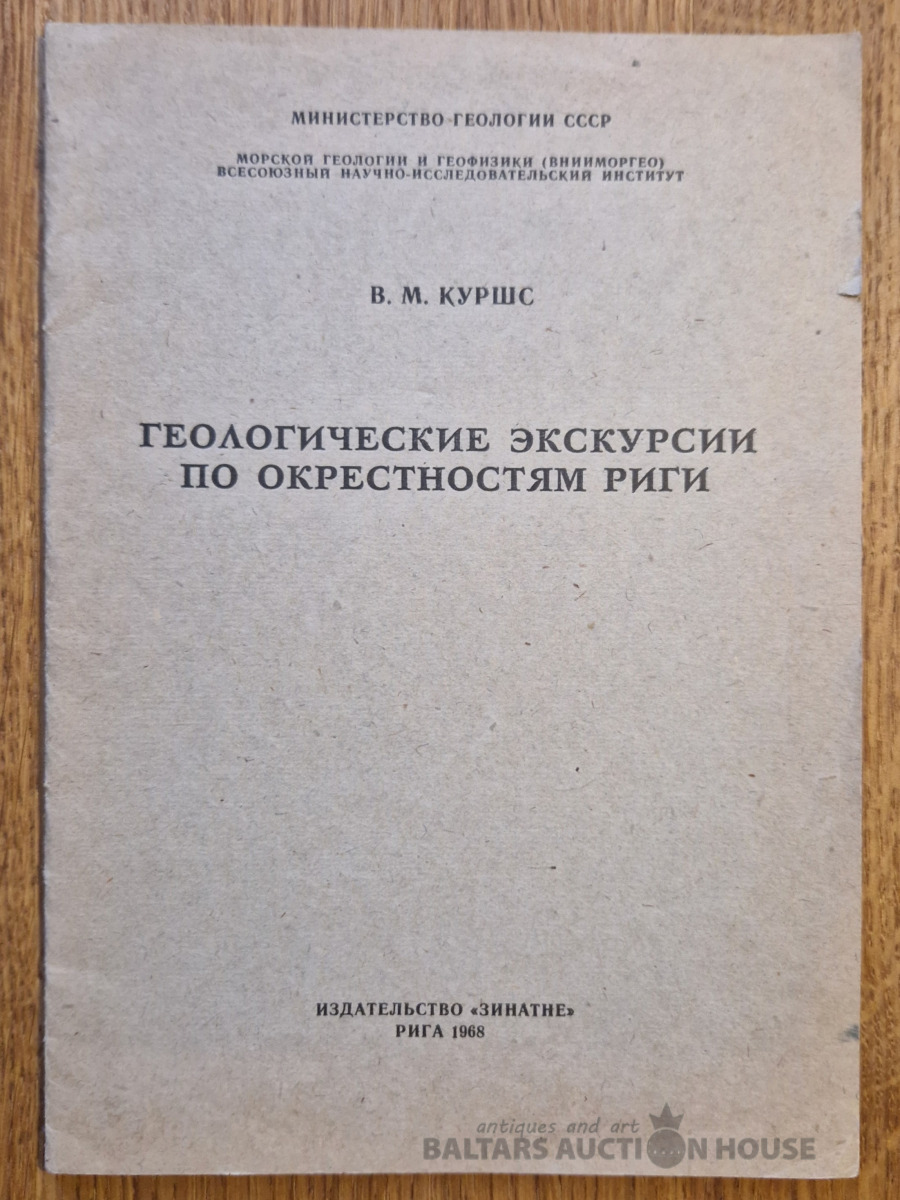 МИНИСТЕРСТВО ГЕОЛОГИИ СССР
МОРСКОЙ ГЕОЛОГИИ И ГЕОФИЗИКИ (ВНИИМОРГЕО)
ВСЕСОЮЗНЫЙ НАУЧНО-ИССЛЕДОВАТЕЛЬСКИЙ ИНСТИТУТ
В. М. КУРШС
ГЕОЛОГИЧЕСКИЕ ЭКСКУРСИИ
ПО ОКРЕСТНОСТЯМ РИГИ
ИЗДАТЕЛЬСТВО «ЗИНАТНЕ»
РИГА 1968
antiques and art
BALTARS AUCTION HOUSE